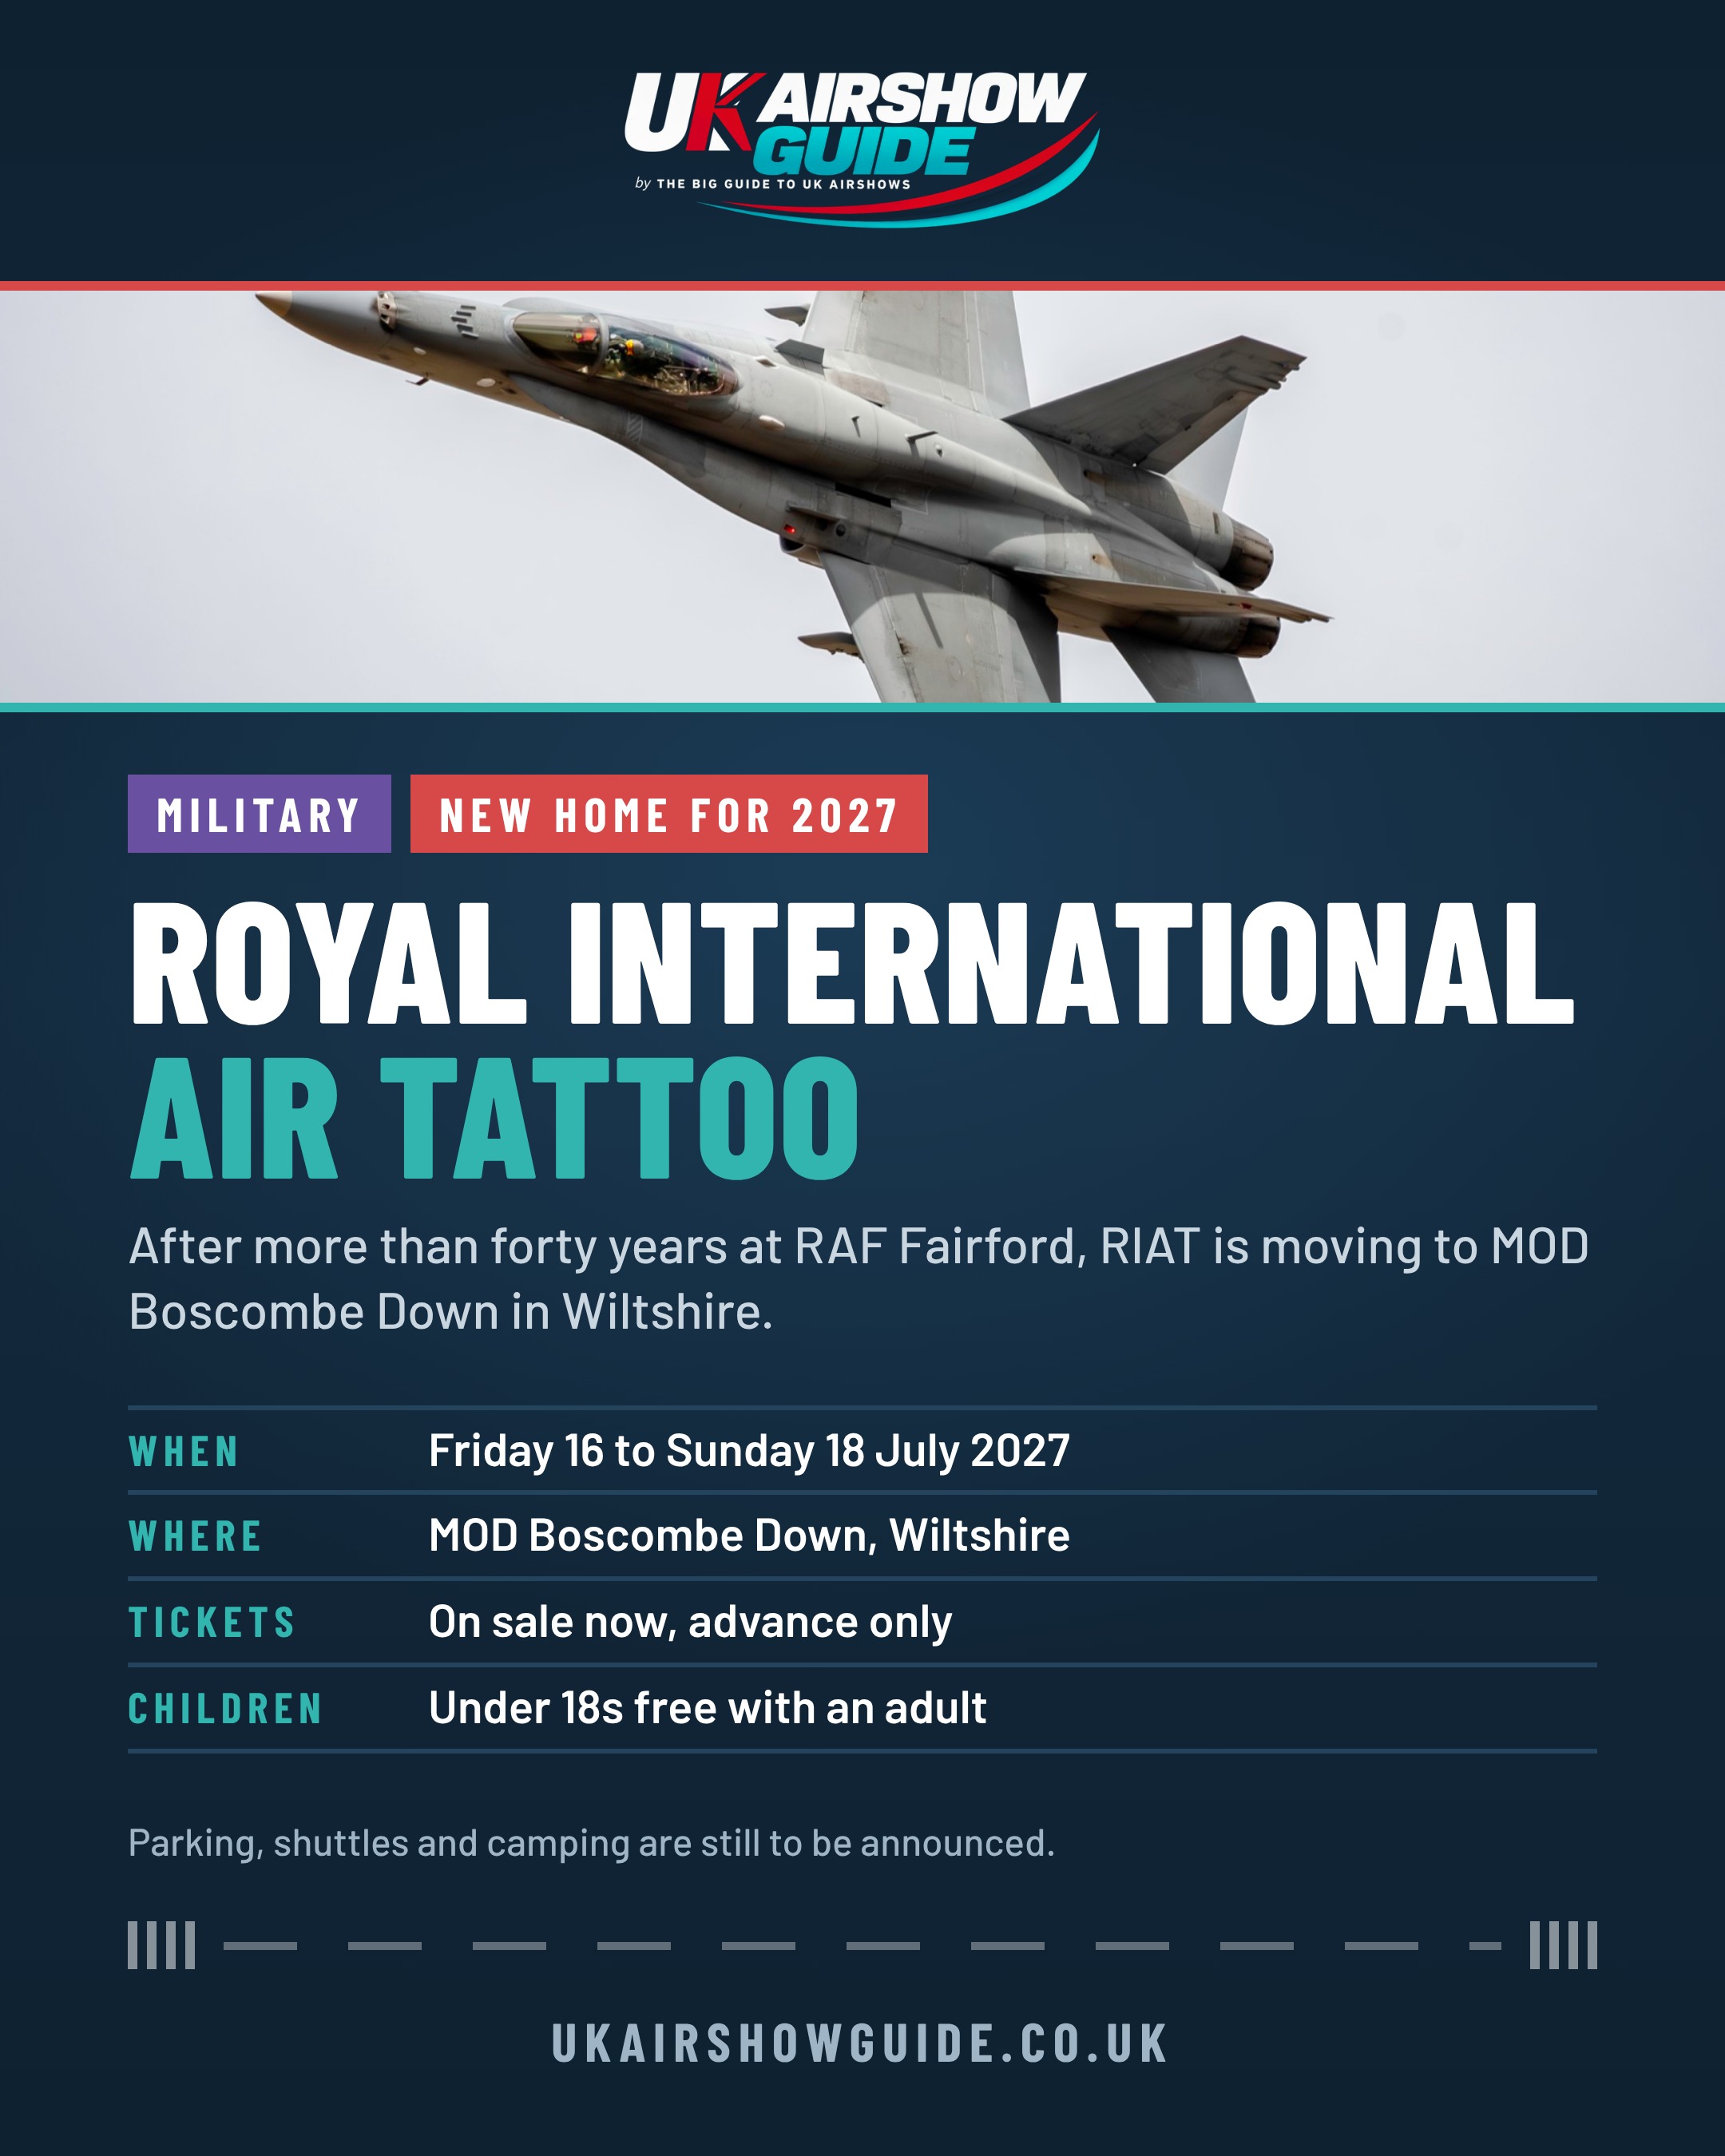 UK AIRSHOW
GUIDE
by THE BIG GUIDE TO UK AIRSHOWS
MILITARY
NEW HOME FOR 2027
ROYAL INTERNATIONAL
AIR TATTOO
After more than forty years at RAF Fairford, RIAT is moving to MOD
Boscombe Down in Wiltshire.
WHEN Friday 16 to Sunday 18 July 2027
WHERE MOD Boscombe Down, Wiltshire
TICKETS On sale now, advance only
CHILDREN Under 18s free with an adult
Parking, shuttles and camping are still to be announced.
UKAIRSHOWGUIDE.CO.UK